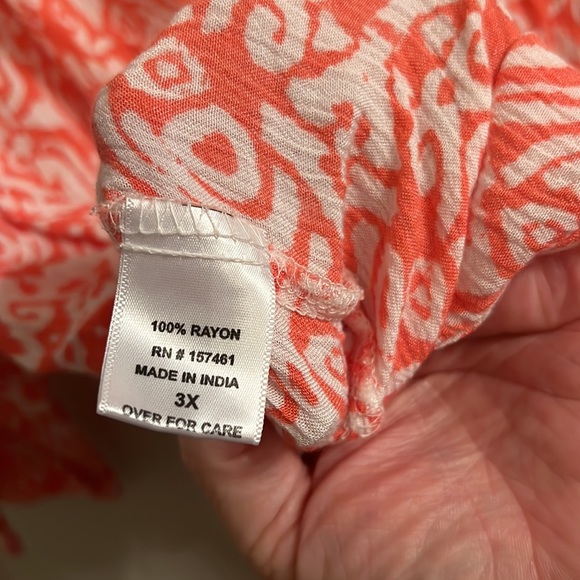 100% RAYON
RN # 157461
MADE IN INDIA
3X
OVER FOR CARE